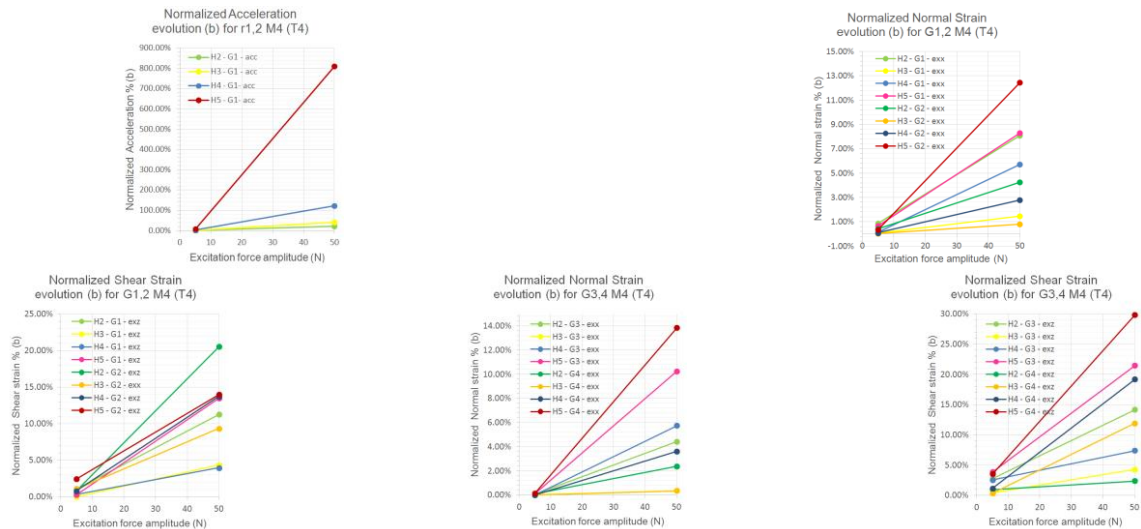 Normalized Acceleration
evolution (b) for r1,2 M4 (T4)
900.00%
800.00%
700.00%
600.00%
500.00%
400.00%
300.00%
200.00%
100.00%
0.00%
Normalized Acceleration % (b)
H2 - G1 - acc
H3 - G1 - acc
H4 - G1- acc
H5 - G1- acc
0 10 20 30 40 50
Excitation force amplitude (N)
Normalized Normal Strain
evolution (b) for G1,2 M4 (T4)
15.00%
13.00%
11.00%
9.00%
7.00%
5.00%
3.00%
1.00%
-1.00%
Normalized Normal strain % (b)
H2 - G1 - exx
H3 - G1 - exx
H4 - G1 - exx
H5 - G1 - exx
H2 - G2 - exx
H3 - G2 - exx
H4 - G2 - exx
H5 - G2 - exx
0 10 20 30 40 50
Excitation force amplitude (N)
Normalized Shear Strain
evolution (b) for G1,2 M4 (T4)
25.00%
20.00%
15.00%
10.00%
5.00%
0.00%
Normalized Shear strain % (b)
H2 - G1 - exz
H3 - G1 - exz
H4 - G1 - exz
H5 - G1 - exz
H2 - G2 - exz
H3 - G2 - exx
H4 - G2 - exz
H5 - G2 - exz
0 10 20 30 40 50
Excitation force amplitude (N)
Normalized Normal Strain
evolution (b) for G3,4 M4 (T4)
14.00%
12.00%
10.00%
8.00%
6.00%
4.00%
2.00%
0.00%
Normalized Normal strain % (b)
H2 - G3 - exx
H3 - G3 - exx
H4 - G3 - exx
H5 - G3 - exx
H2 - G4 - exx
H3 - G4 - exx
H4 - G4 - exx
H5 - G4 - exx
0 10 20 30 40 50
Excitation force amplitude (N)
Normalized Shear Strain
evolution (b) for G3,4 M4 (T4)
30.00%
25.00%
20.00%
15.00%
10.00%
5.00%
0.00%
Normalized Shear strain % (b)
H2 - G3 - exz
H3 - G3 - exz
H4 - G3 - exz
H5 - G3 - exz
H2 - G4 - exz
H3 - G4 - exz
H4 - G4 - exz
H5 - G4 - exz
0 10 20 30 40 50
Excitation force amplitude (N)